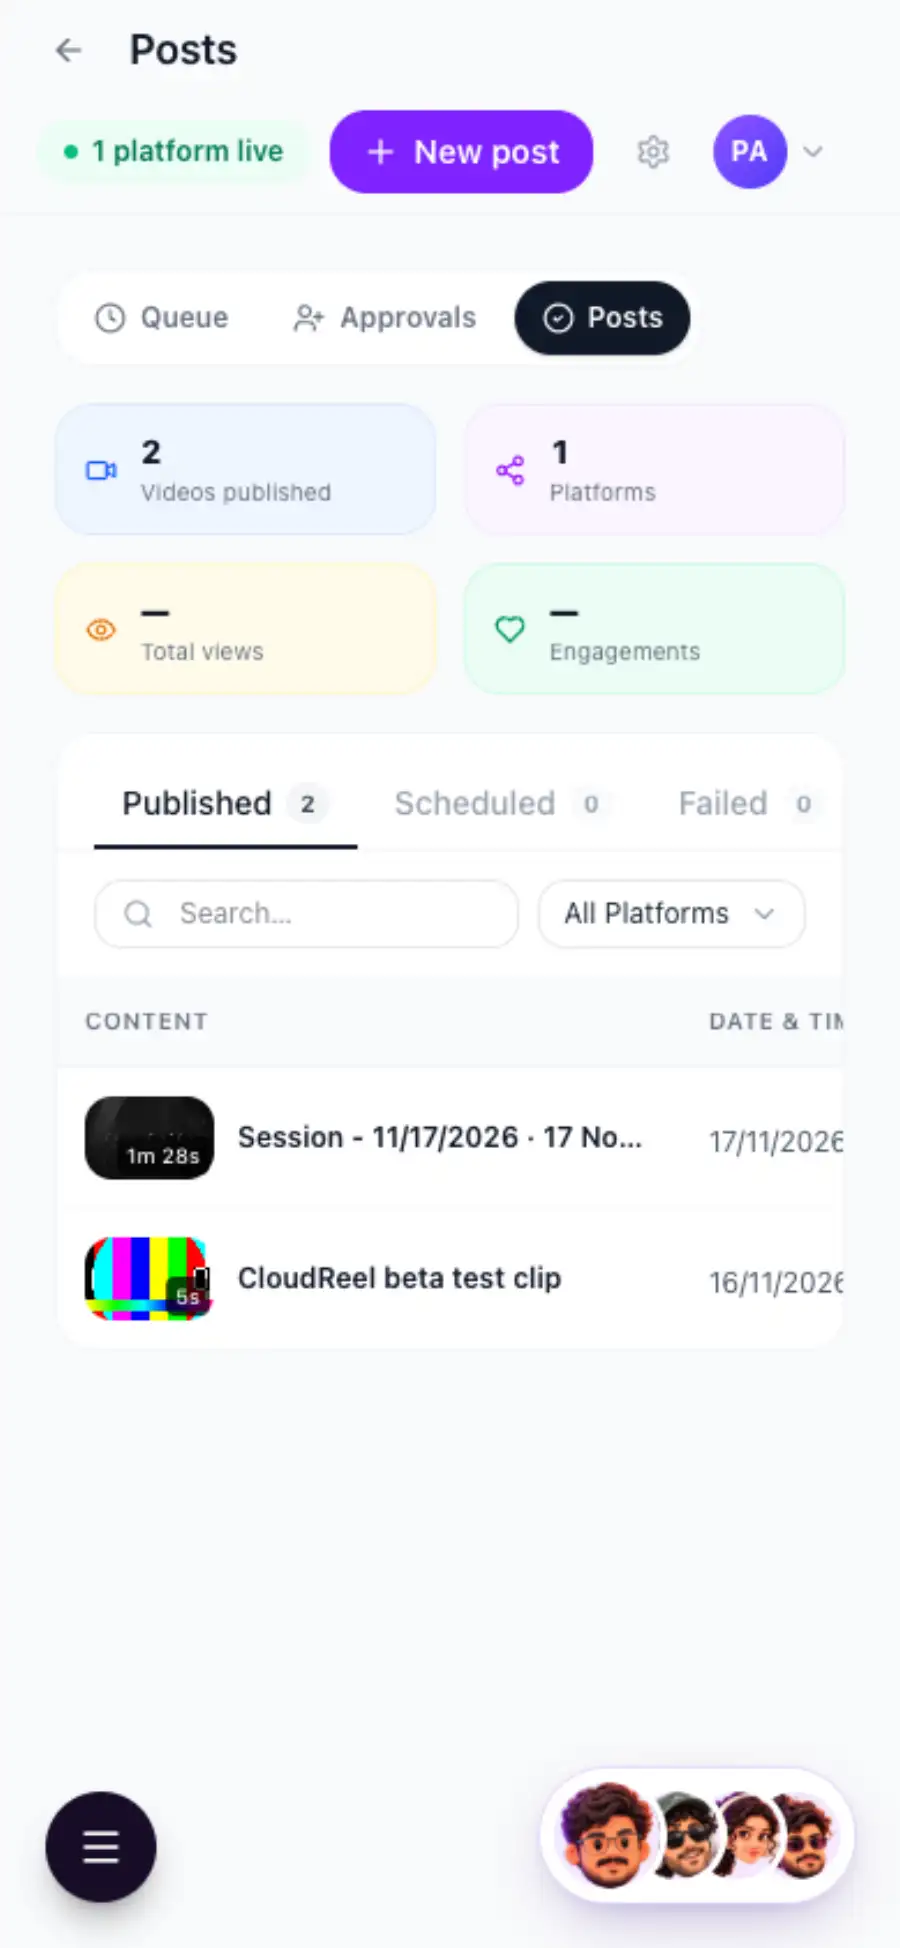 Posts
1 platform live
New post
PA
Queue
Approvals
Posts
2
Videos published
1
Platforms
—
Total views
—
Engagements
Published 2
Scheduled 0
Failed 0
Search...
All Platforms
CONTENT
DATE & TIM
1m 28s
Session - 11/17/2026 · 17 No...
17/11/2026
5s
CloudReel beta test clip
16/11/2026